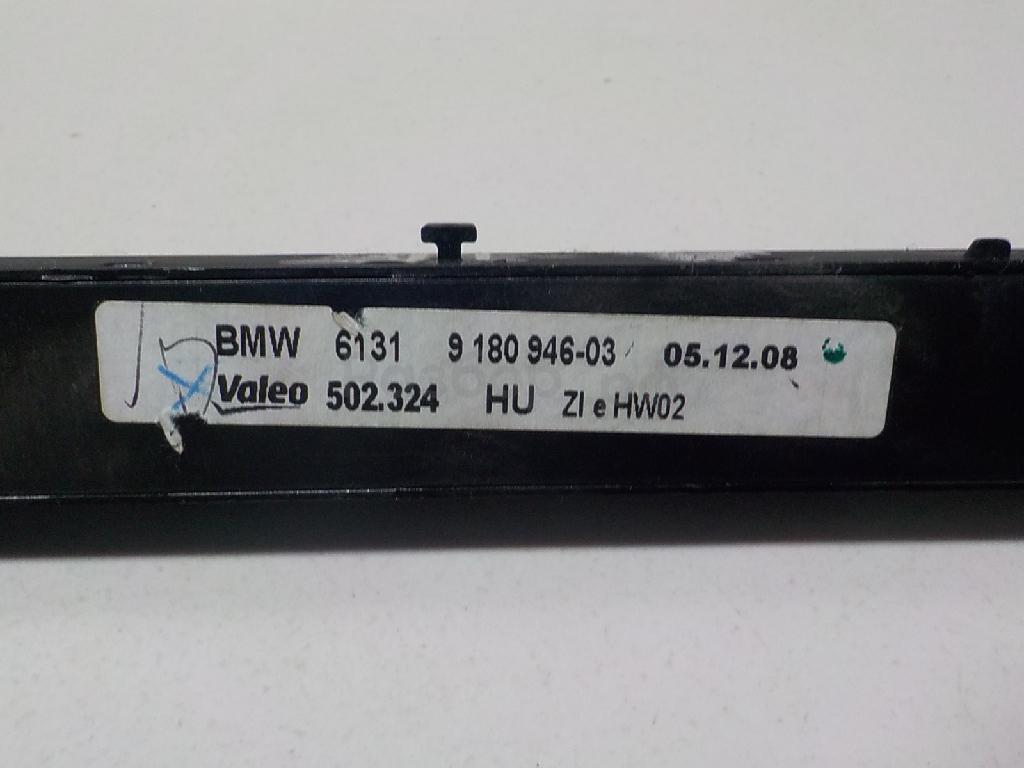 BMW 6131 9 180 946-03 05.12.08
Valeo 502.324 HU ZI e HW02